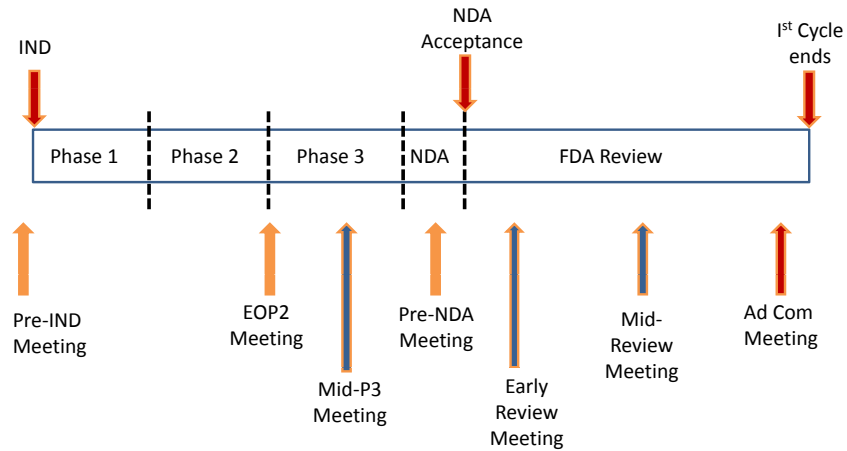 IND
NDA
Acceptance
Ist Cycle
ends
Phase 1
Phase 2
Phase 3
NDA
FDA Review
Pre-IND
Meeting
EOP2
Meeting
Mid-P3
Meeting
Pre-NDA
Meeting
Early
Review
Meeting
Mid-
Review
Meeting
Ad Com
Meeting